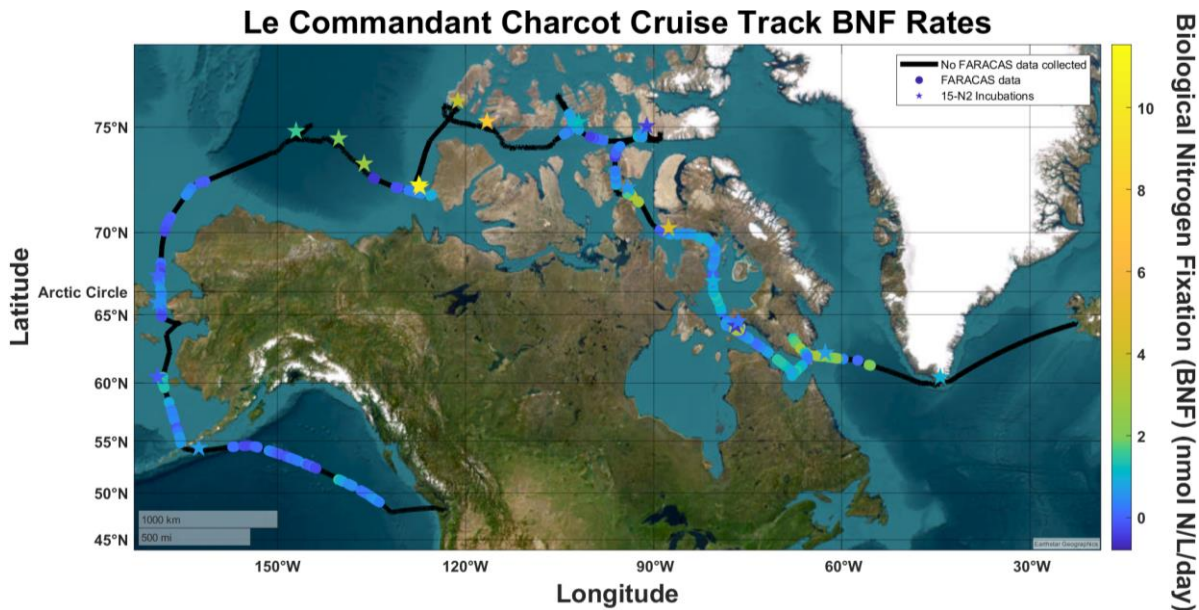 Le Commandant Charcot Cruise Track BNF Rates
No FARACAS data collected
FARACAS data
15-N2 Incubations
Latitude
75°N
70°N
Arctic Circle
65°N
60°N
55°N
50°N
45°N
1000 km
500 mi
Earthstar Geographics
150°W
120°W
90°W
60°W
30°W
Longitude
10
8
6
4
2
0
Biological Nitrogen Fixation (BNF) (nmol N/L/day)